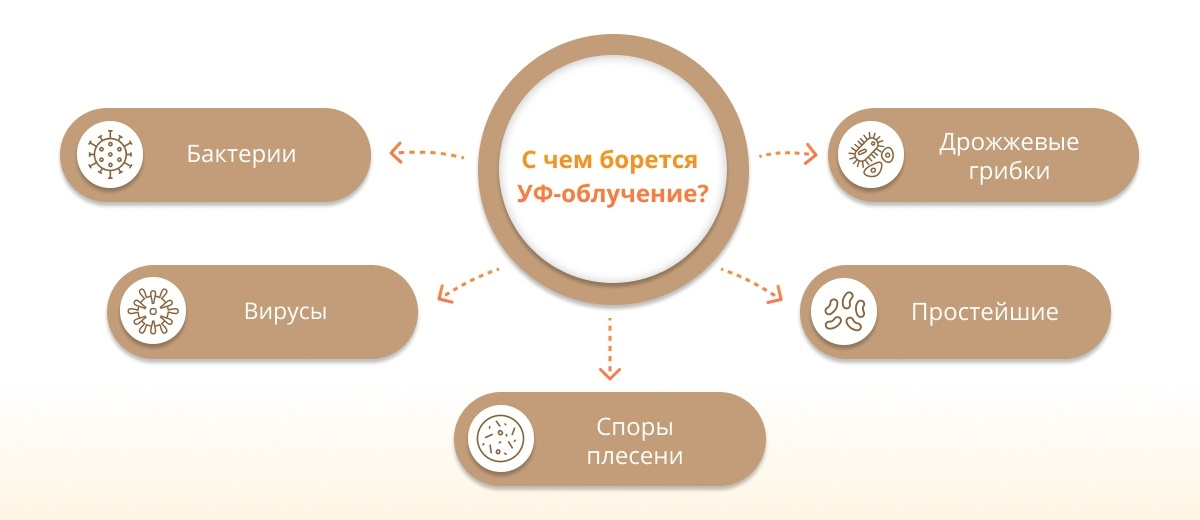 С чем борется
УФ-облучение?
Бактерии
Дрожжевые
грибки
Вирусы
Простейшие
Споры
плесени